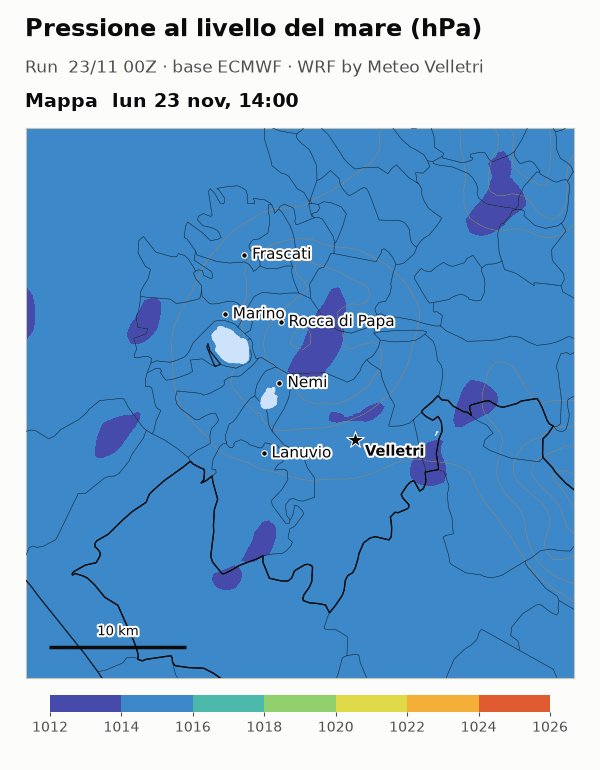 Pressione al livello del mare (hPa)
Run  23/11 00Z · base ECMWF · WRF by Meteo Velletri
Mappa  lun 23 nov, 14:00
Frascati
Marino
Rocca di Papa
Nemi
Velletri
Lanuvio
10 km
1012 1014 1016 1018 1020 1022 1024 1026